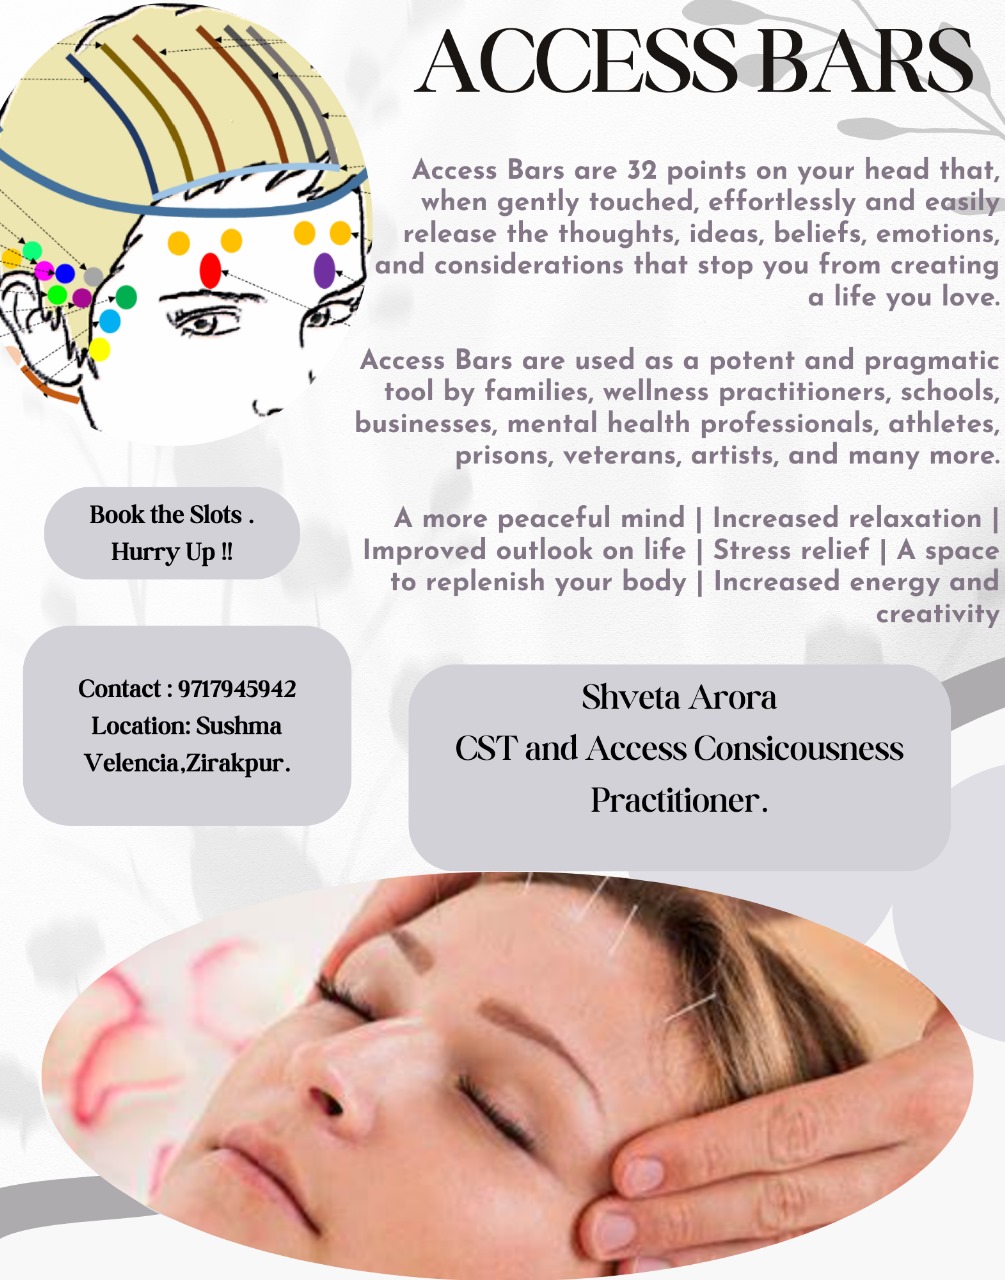 ACCESS BARS
Access Bars are 32 points on your head that,
when gently touched, effortlessly and easily
release the thoughts, ideas, beliefs, emotions,
and considerations that stop you from creating
a life you love.
Access Bars are used as a potent and pragmatic
tool by families, wellness practitioners, schools,
businesses, mental health professionals, athletes,
prisons, veterans, artists, and many more.
A more peaceful mind | Increased relaxation |
Improved outlook on life | Stress relief | A space
to replenish your body | Increased energy and
creativity
Book the Slots .
Hurry Up !!
Contact : 9717945942
Location: Sushma
Velencia,Zirakpur.
Shveta Arora
CST and Access Consicousness
Practitioner.